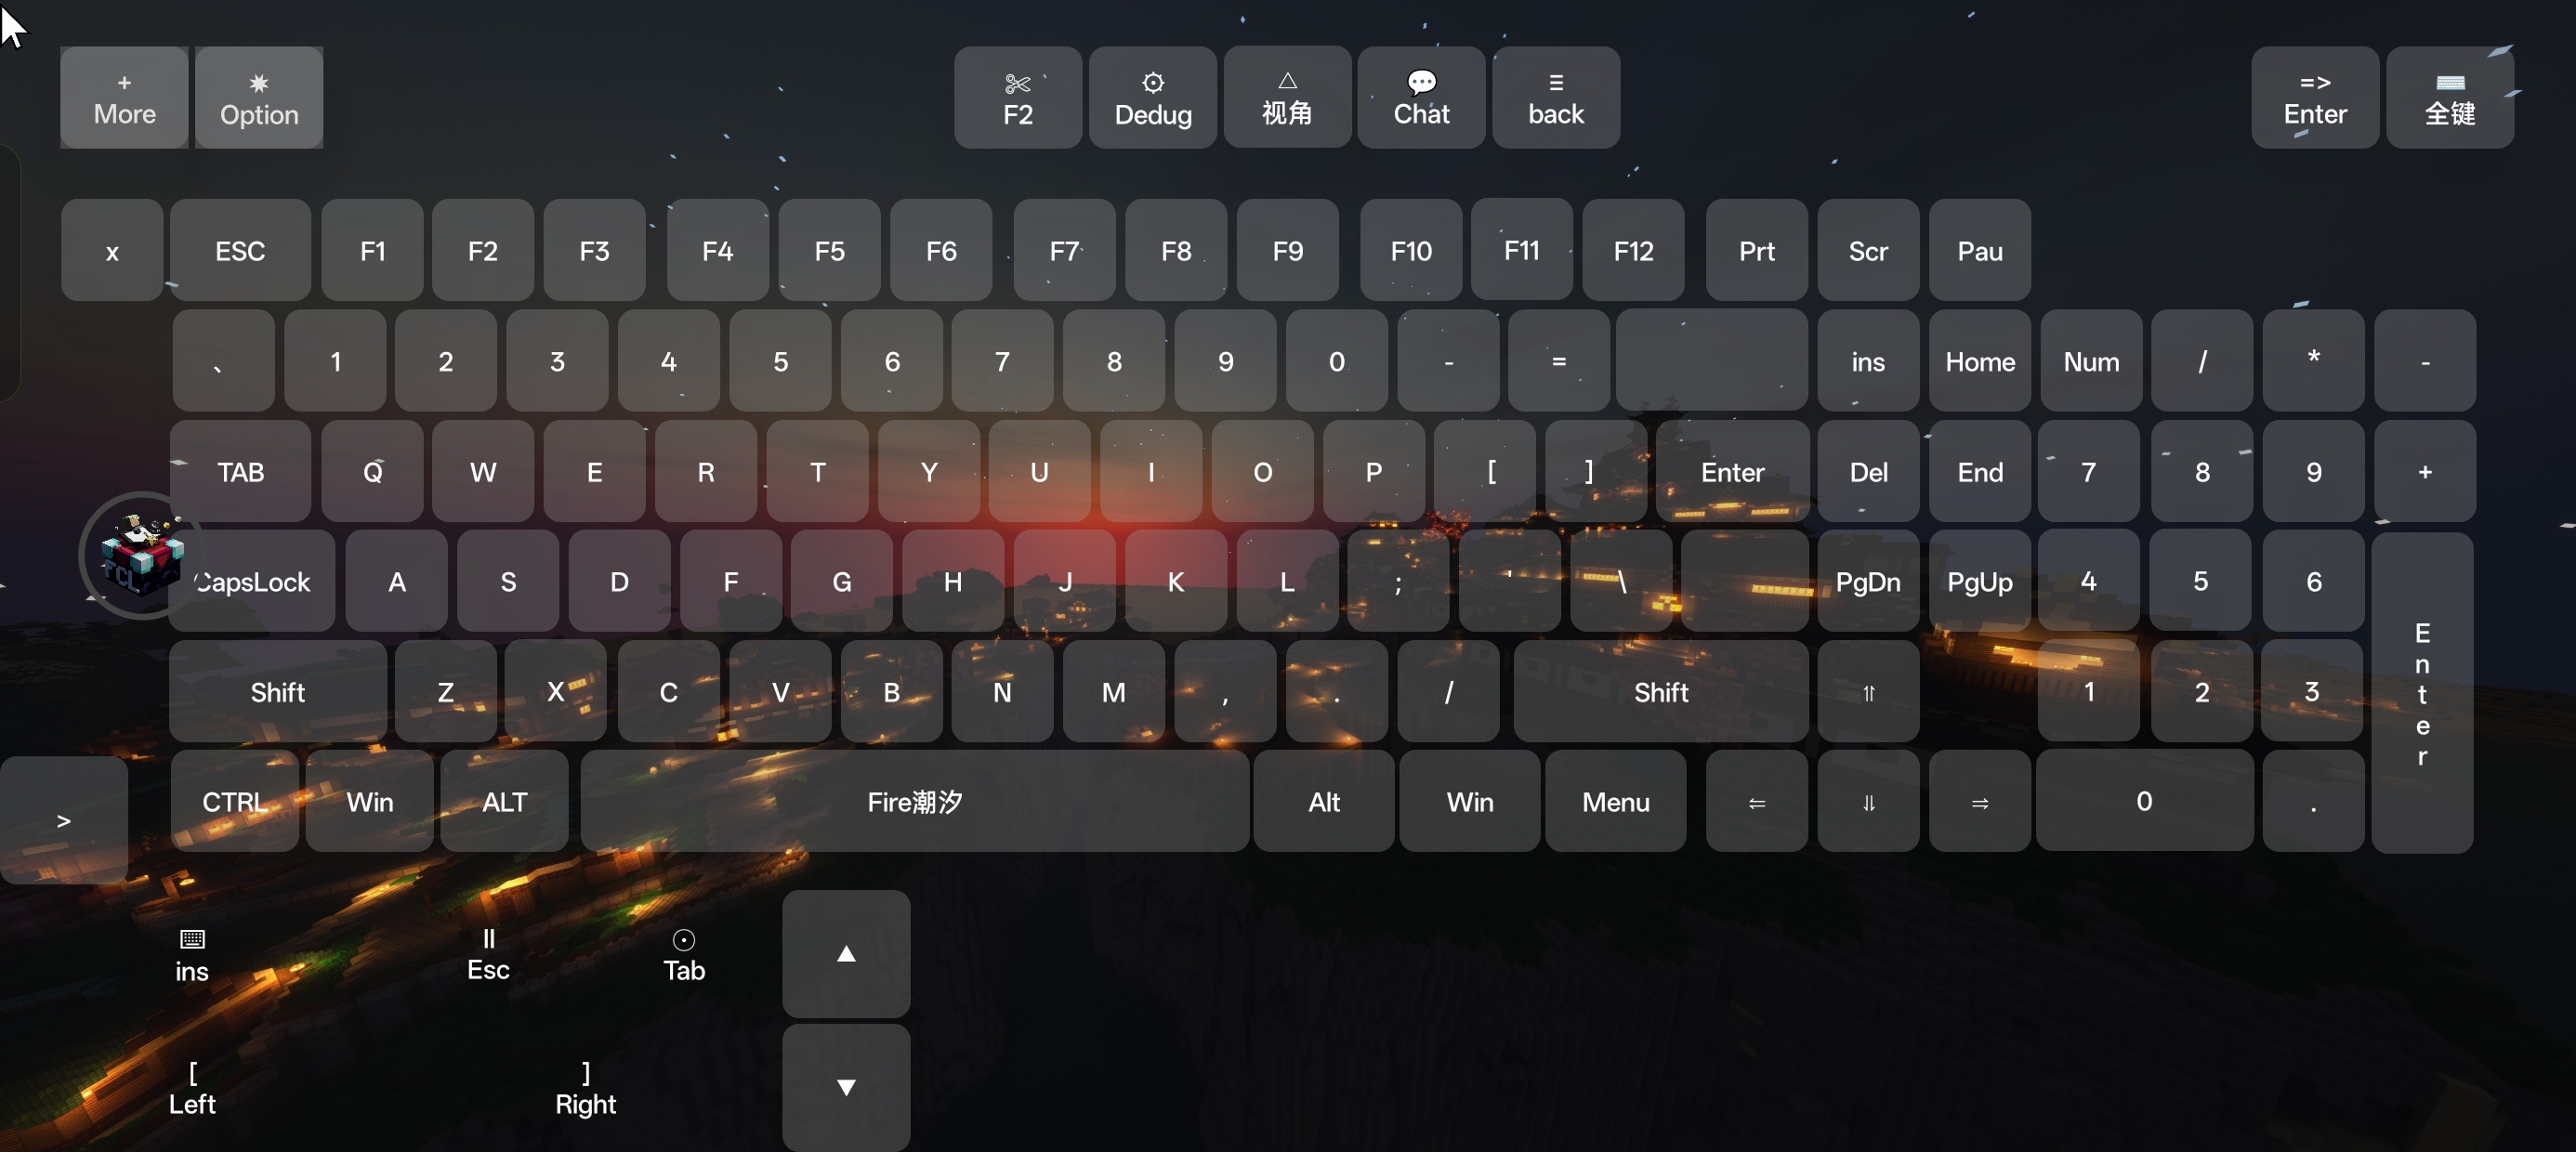 + ✷ ✄ ⚙ △ 💬 ☰ => ⌨
More Option F2 Dedug 视角 Chat back Enter 全键
x ESC F1 F2 F3 F4 F5 F6 F7 F8 F9 F10 F11 F12 Prt Scr Pau
、 1 2 3 4 5 6 7 8 9 0 - = ins Home Num / * -
TAB Q W E R T Y U I O P [ ] Enter Del End 7 8 9 +
FCL
CapsLock A S D F G H J K L ; ' \ PgDn PgUp 4 5 6
Shift Z X C V B N M , . / Shift ⥣ 1 2 3
Enter
> CTRL Win ALT Fire潮汐 Alt Win Menu ⇐ ⥥ ⇒ 0 .
⌨ II ⊙ ▲
ins Esc Tab
[ ] ▼
Left Right